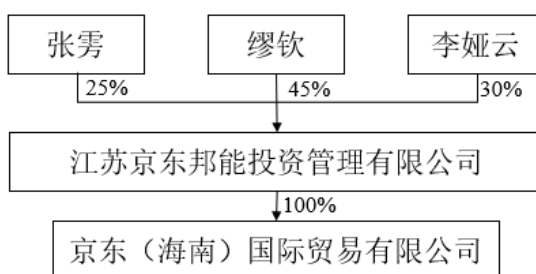 张雱 缪钦 李娅云
25% 45% 30%
江苏京东邦能投资管理有限公司
100%
京东（海南）国际贸易有限公司